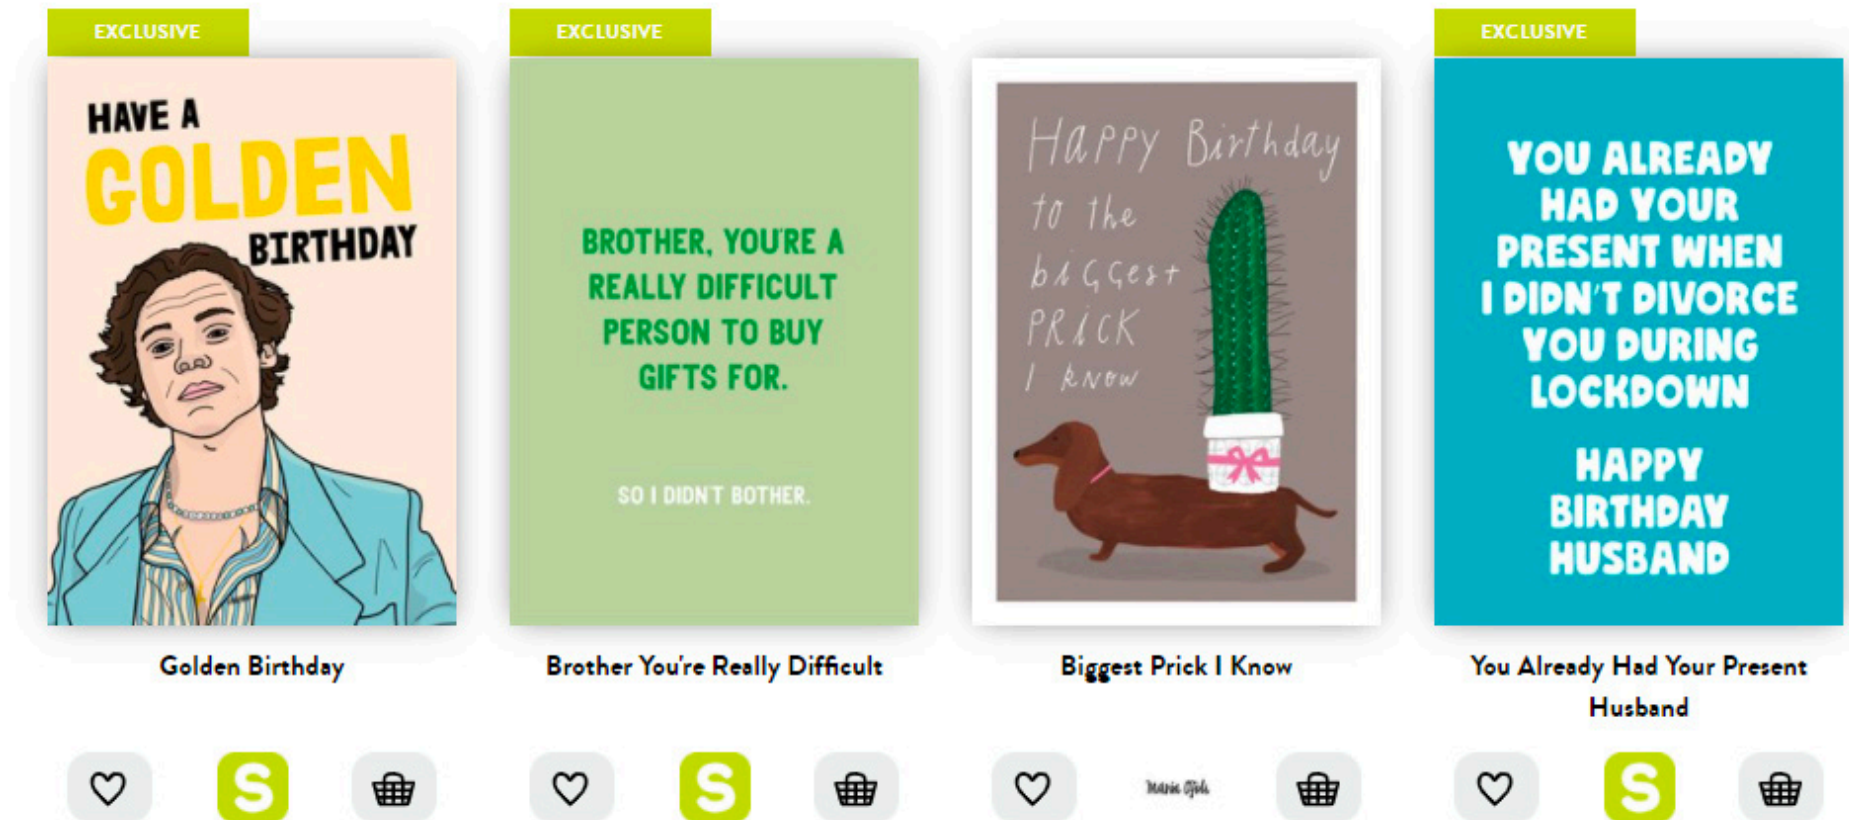 EXCLUSIVE
HAVE A
GOLDEN
BIRTHDAY
Golden Birthday
S
EXCLUSIVE
BROTHER, YOU'RE A
REALLY DIFFICULT
PERSON TO BUY
GIFTS FOR.
SO I DIDN'T BOTHER.
Brother You're Really Difficult
S
Happy Birthday
to the
biggest
PRICK
I know
Biggest Prick I Know
EXCLUSIVE
YOU ALREADY
HAD YOUR
PRESENT WHEN
I DIDN'T DIVORCE
YOU DURING
LOCKDOWN
HAPPY
BIRTHDAY
HUSBAND
You Already Had Your Present
Husband
S